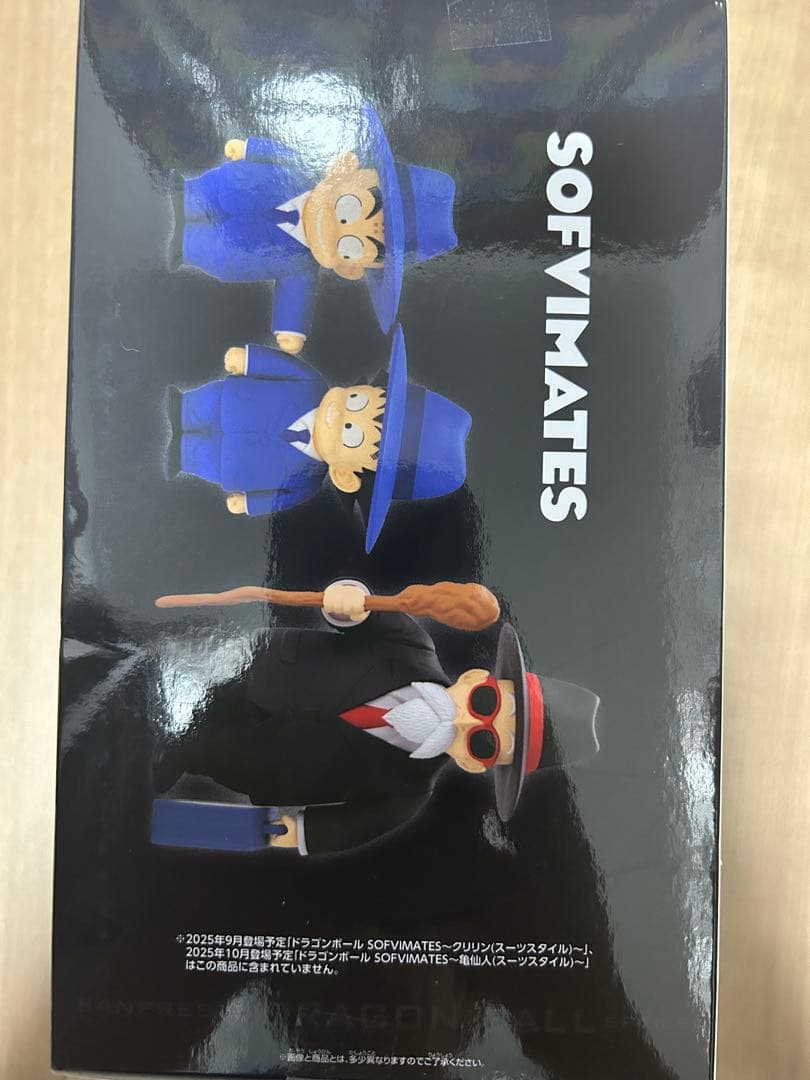 SOFVIMATES
※2025年9月登場予定「ドラゴンボール SOFVIMATES～クリリン(スーツスタイル)～」、
2025年10月登場予定「ドラゴンボール SOFVIMATES～亀仙人(スーツスタイル)～」
はこの商品に含まれていません。
BANPRESTO DRAGON BALL
※画像と商品とは、多少異なりますのでご了承ください。